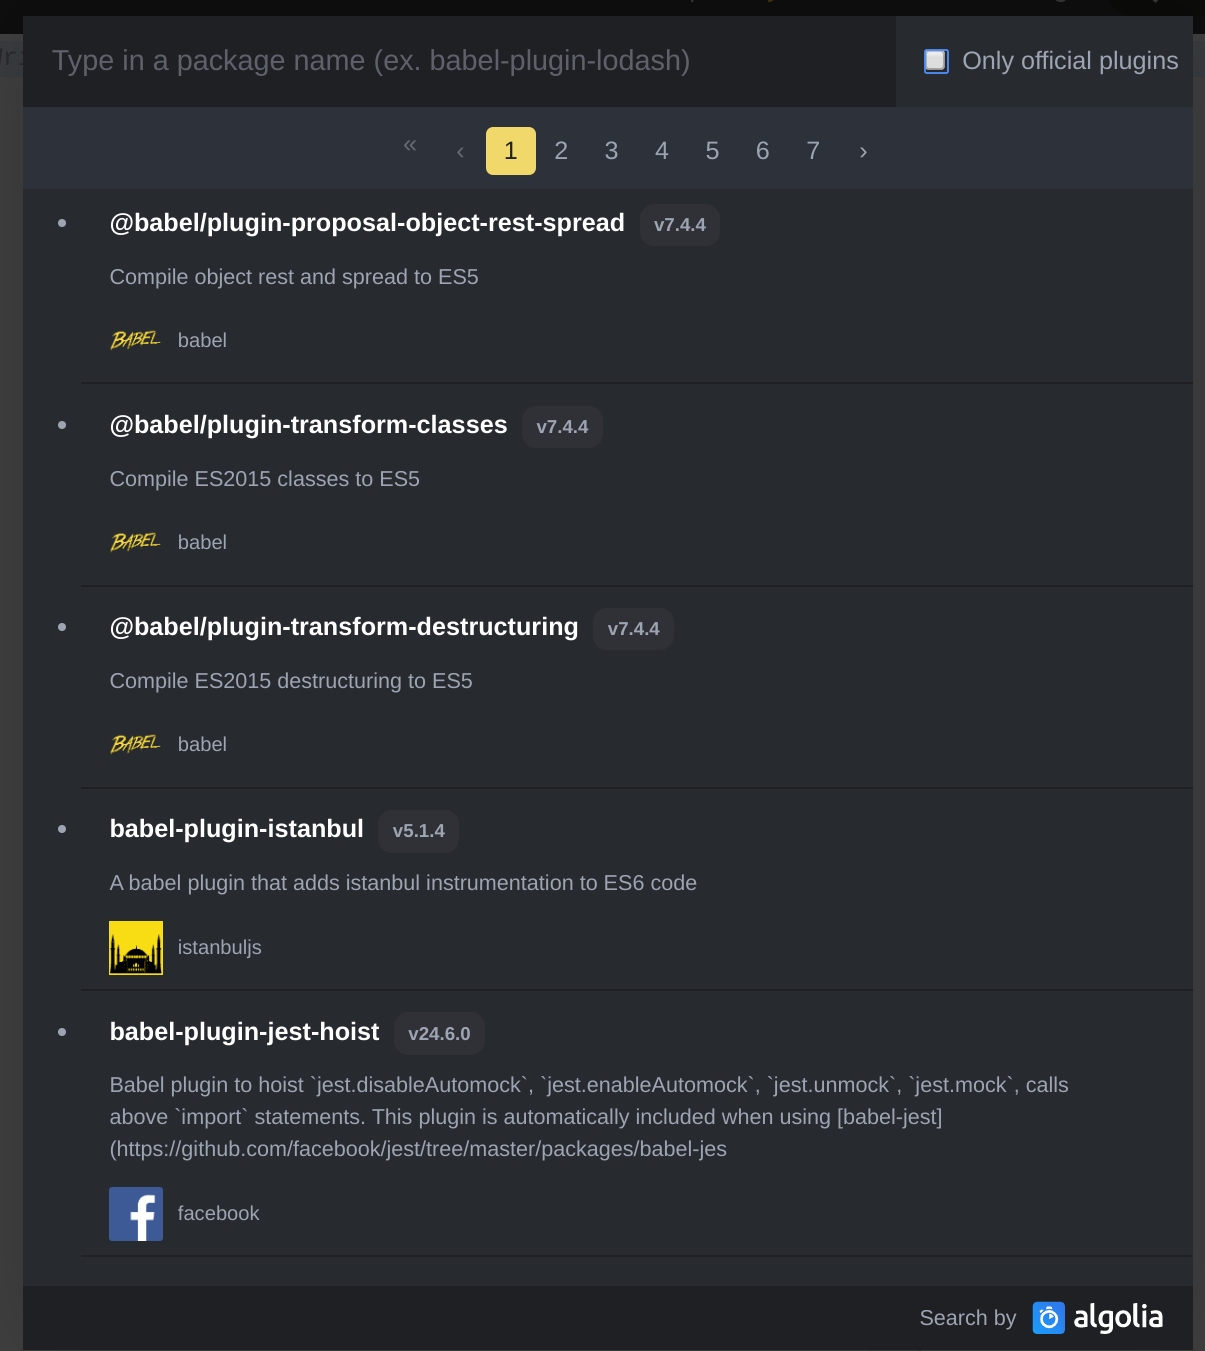 Type in a package name (ex. babel-plugin-lodash)
Only official plugins
« ‹ 1 2 3 4 5 6 7 ›
• @babel/plugin-proposal-object-rest-spread v7.4.4
Compile object rest and spread to ES5
BABEL babel
• @babel/plugin-transform-classes v7.4.4
Compile ES2015 classes to ES5
BABEL babel
• @babel/plugin-transform-destructuring v7.4.4
Compile ES2015 destructuring to ES5
BABEL babel
• babel-plugin-istanbul v5.1.4
A babel plugin that adds istanbul instrumentation to ES6 code
istanbuljs
• babel-plugin-jest-hoist v24.6.0
Babel plugin to hoist `jest.disableAutomock`, `jest.enableAutomock`, `jest.unmock`, `jest.mock`, calls
above `import` statements. This plugin is automatically included when using [babel-jest]
(https://github.com/facebook/jest/tree/master/packages/babel-jes
f facebook
Search by algolia